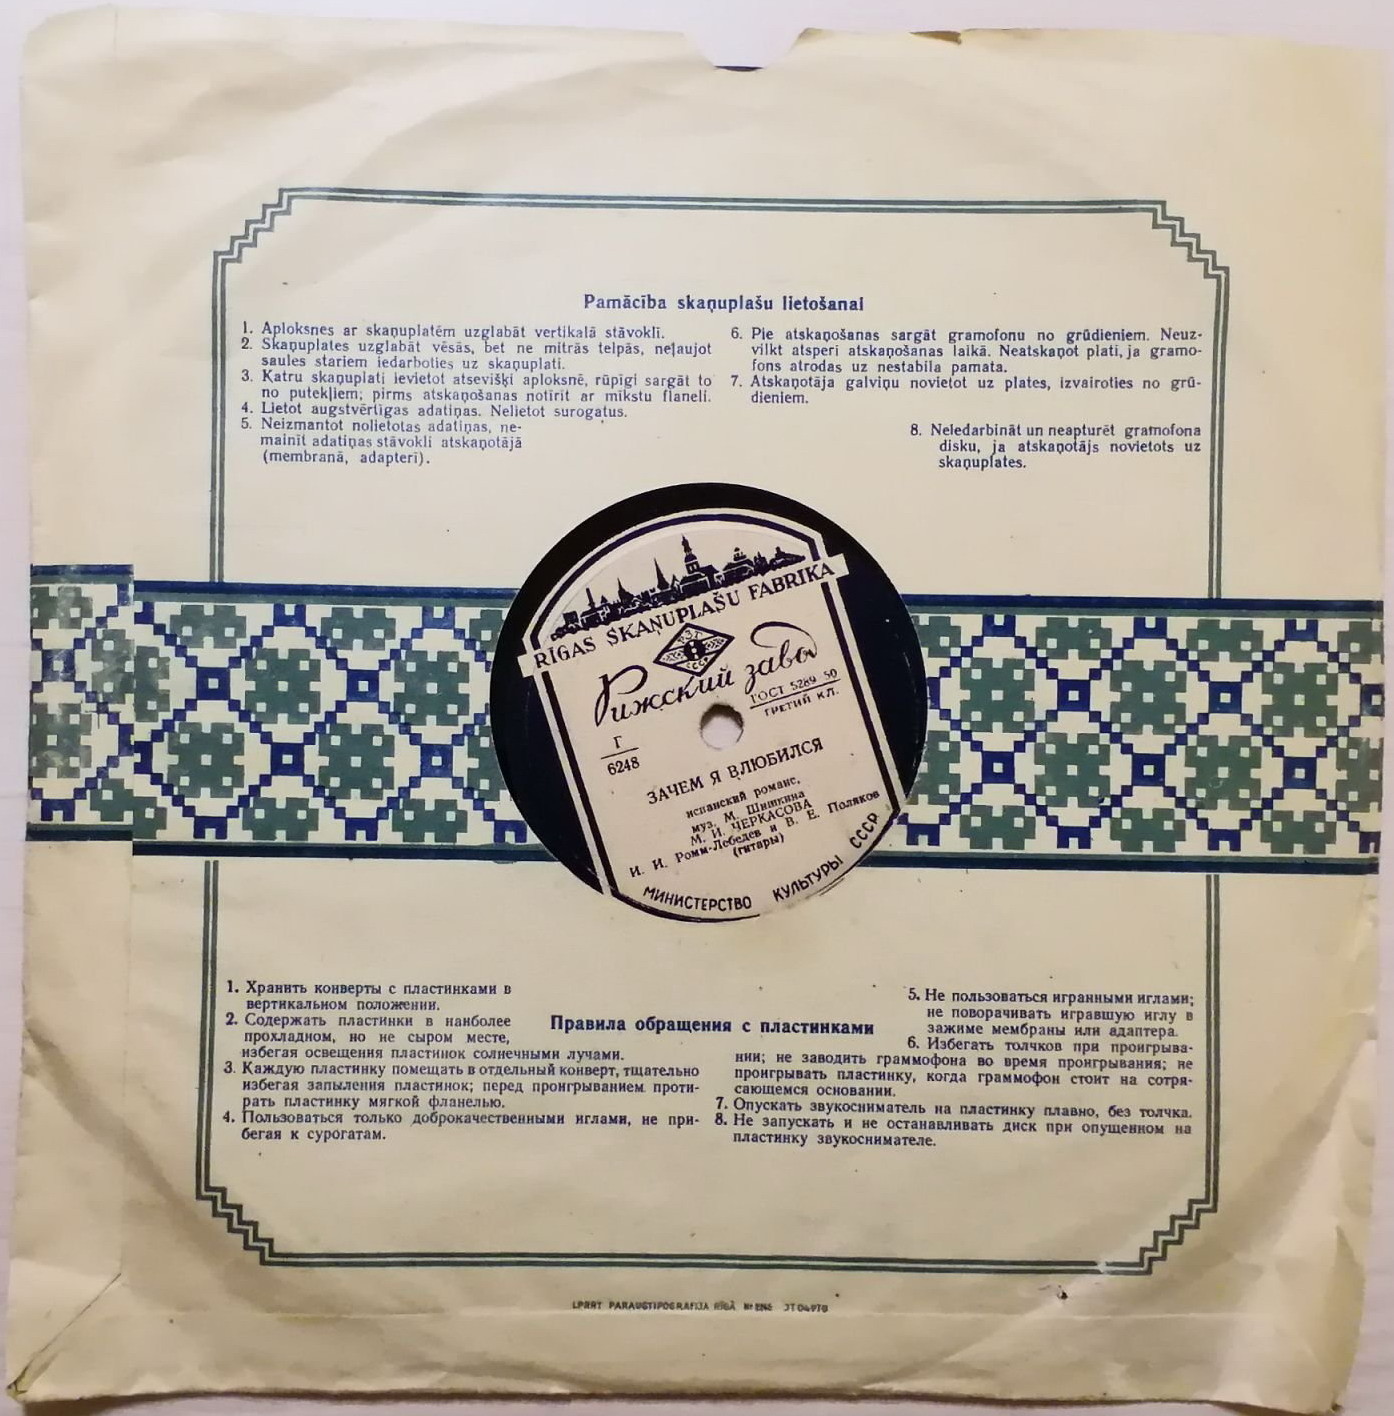 Pamācība skaņuplašu lietošanai
1. Aploksnes ar skaņuplatēm uzglabāt vertikalā stāvoklī.
2. Skaņuplates uzglabāt vēsās, bet ne mitrās telpās, neļaujot
saules stariem iedarboties uz skaņuplati.
3. Katru skaņuplati ievietot atsevišķi aploksnē, rūpīgi sargāt to
no putekļiem; pirms atskaņošanas notīrīt ar mīkstu flaneli.
4. Lietot augstvērtīgas adatiņas. Nelietot surogatus.
5. Neizmantot nolietotas adatiņas, ne-
mainīt adatiņas stāvokli atskaņotājā
(membranā, adapterī).
6. Pie atskaņošanas sargāt gramofonu no grūdieniem. Neuz-
vilkt atsperi atskaņošanas laikā. Neatskaņot plati, ja gramo-
fons atrodas uz nestabila pamata.
7. Atskaņotāja galviņu novietot uz plates, izvairoties no grū-
dieniem.
8. Neledarbināt un neapturēt gramofona
disku, ja atskaņotājs novietots uz
skaņuplates.
RĪGAS SKAŅUPLAŠU FABRIKA
Р.З.Г.
СССР
Рижский завод
ГОСТ 5289-50
ТРЕТИЙ КЛ.
Г
6248
ЗАЧЕМ Я ВЛЮБИЛСЯ
испанский романс,
муз. М. Шишкина
М. И. ЧЕРКАСОВА
И. И. Ромм-Лебедев и В. Е. Поляков
(гитары)
МИНИСТЕРСТВО КУЛЬТУРЫ СССР
Правила обращения с пластинками
1. Хранить конверты с пластинками в
вертикальном положении.
2. Содержать пластинки в наиболее
прохладном, но не сыром месте,
избегая освещения пластинок солнечными лучами.
3. Каждую пластинку помещать в отдельный конверт, тщательно
избегая запыления пластинок; перед проигрыванием проти-
рать пластинку мягкой фланелью.
4. Пользоваться только доброкачественными иглами, не при-
бегая к сурогатам.
5. Не пользоваться игранными иглами;
не поворачивать игравшую иглу в
зажиме мембраны или адаптера.
6. Избегать толчков при проигрыва-
нии; не заводить граммофона во время проигрывания; не
проигрывать пластинку, когда граммофон стоит на сотря-
сающемся основании.
7. Опускать звукосниматель на пластинку плавно, без толчка.
8. Не запускать и не останавливать диск при опущенном на
пластинку звукоснимателе.
PARAUGTIPOGRAFIJA RĪGĀ